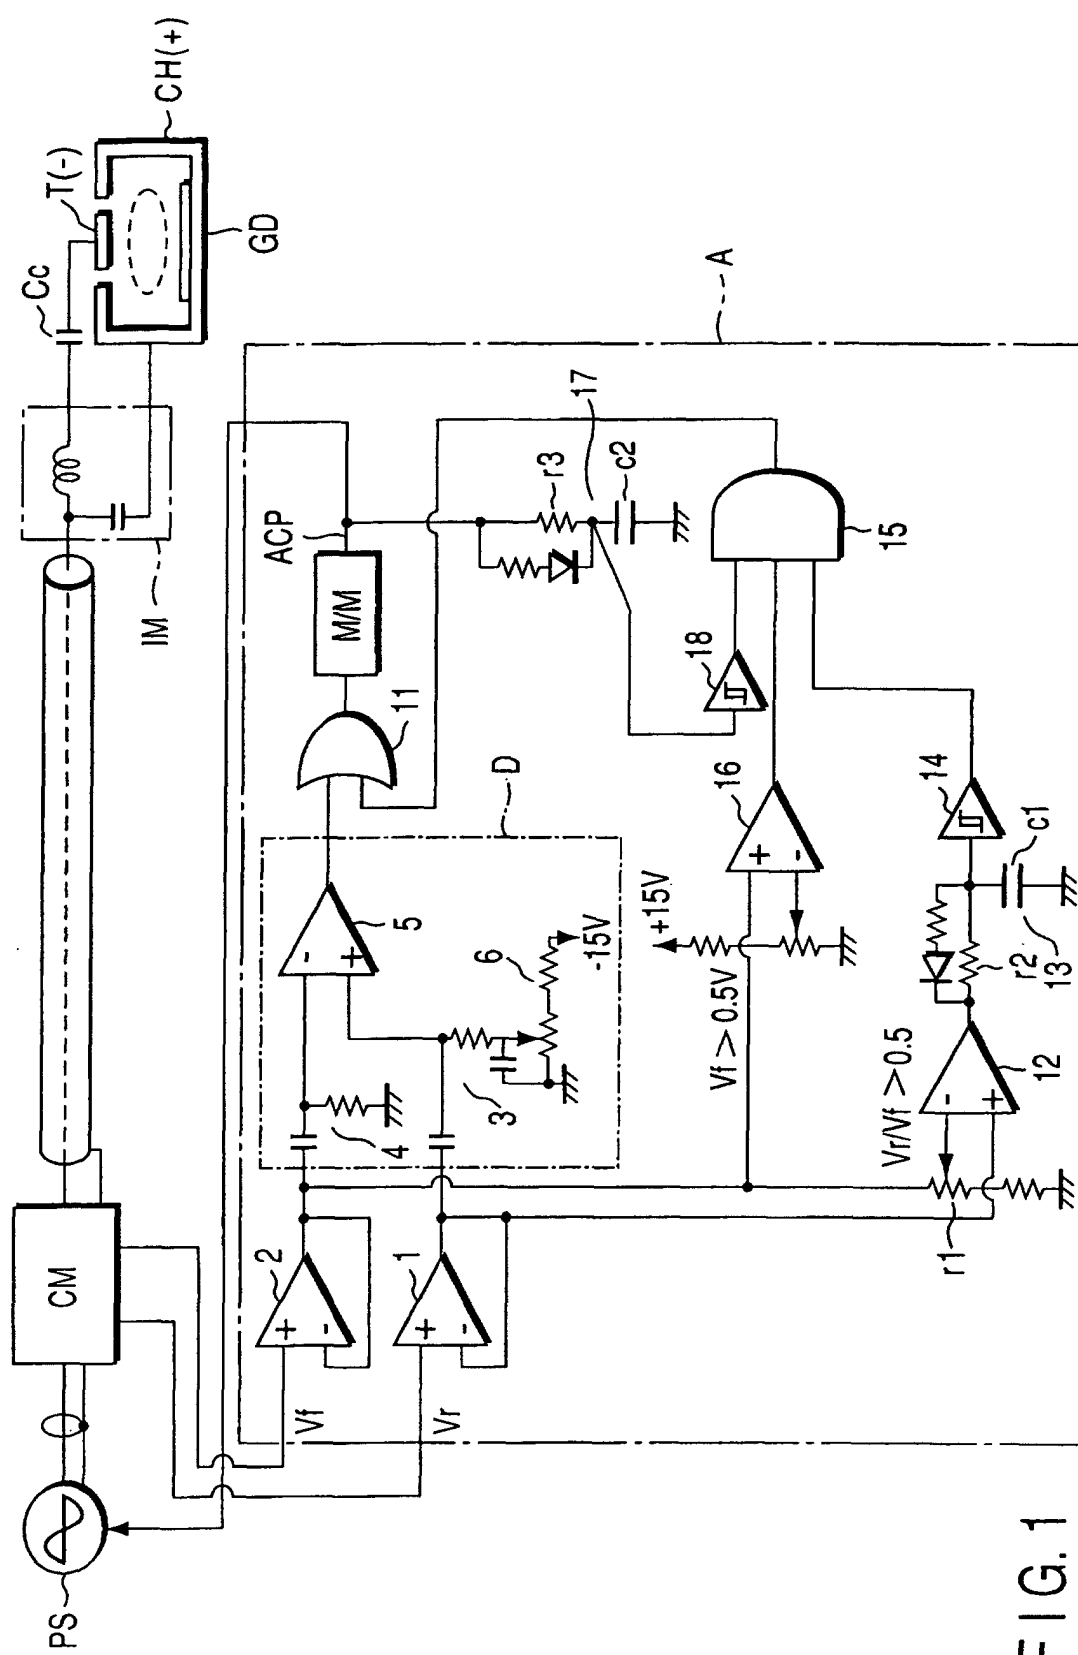 CH(+)
T(-)
Cc
GD
IM
CM
PS
A
ACP
M/M
r3
17
c2
11
15
18
D
16
14
c1
5
6
-15V
+15V
3
4
Vf > 0.5V
r2
13
Vr/Vf > 0.5
12
r1
2
1
Vf
Vr
+
-
+
-
-
+
+
-
-
+
FIG. 1